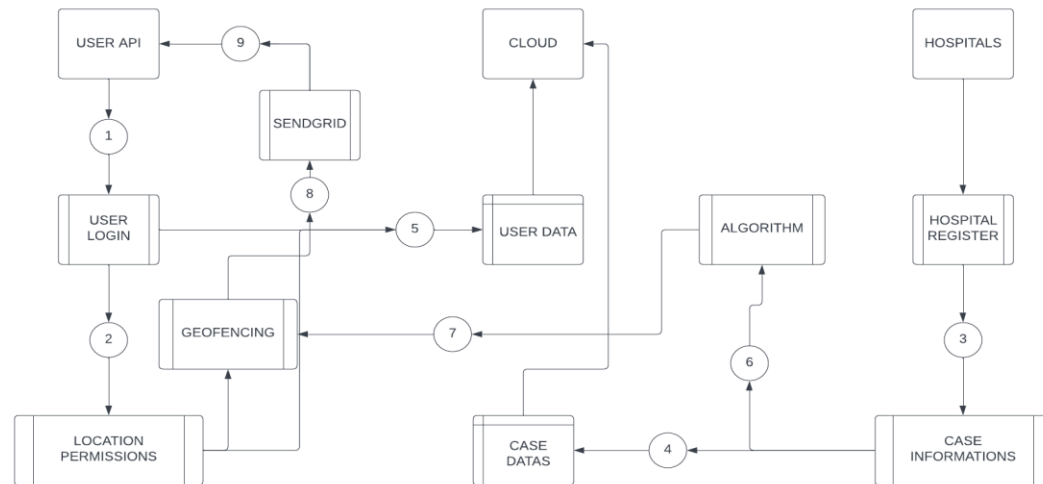 USER API
9
CLOUD
HOSPITALS
SENDGRID
1
8
USER
LOGIN
5
USER DATA
ALGORITHM
HOSPITAL
REGISTER
GEOFENCING
7
2
3
6
LOCATION
PERMISSIONS
CASE
DATAS
4
CASE
INFORMATIONS